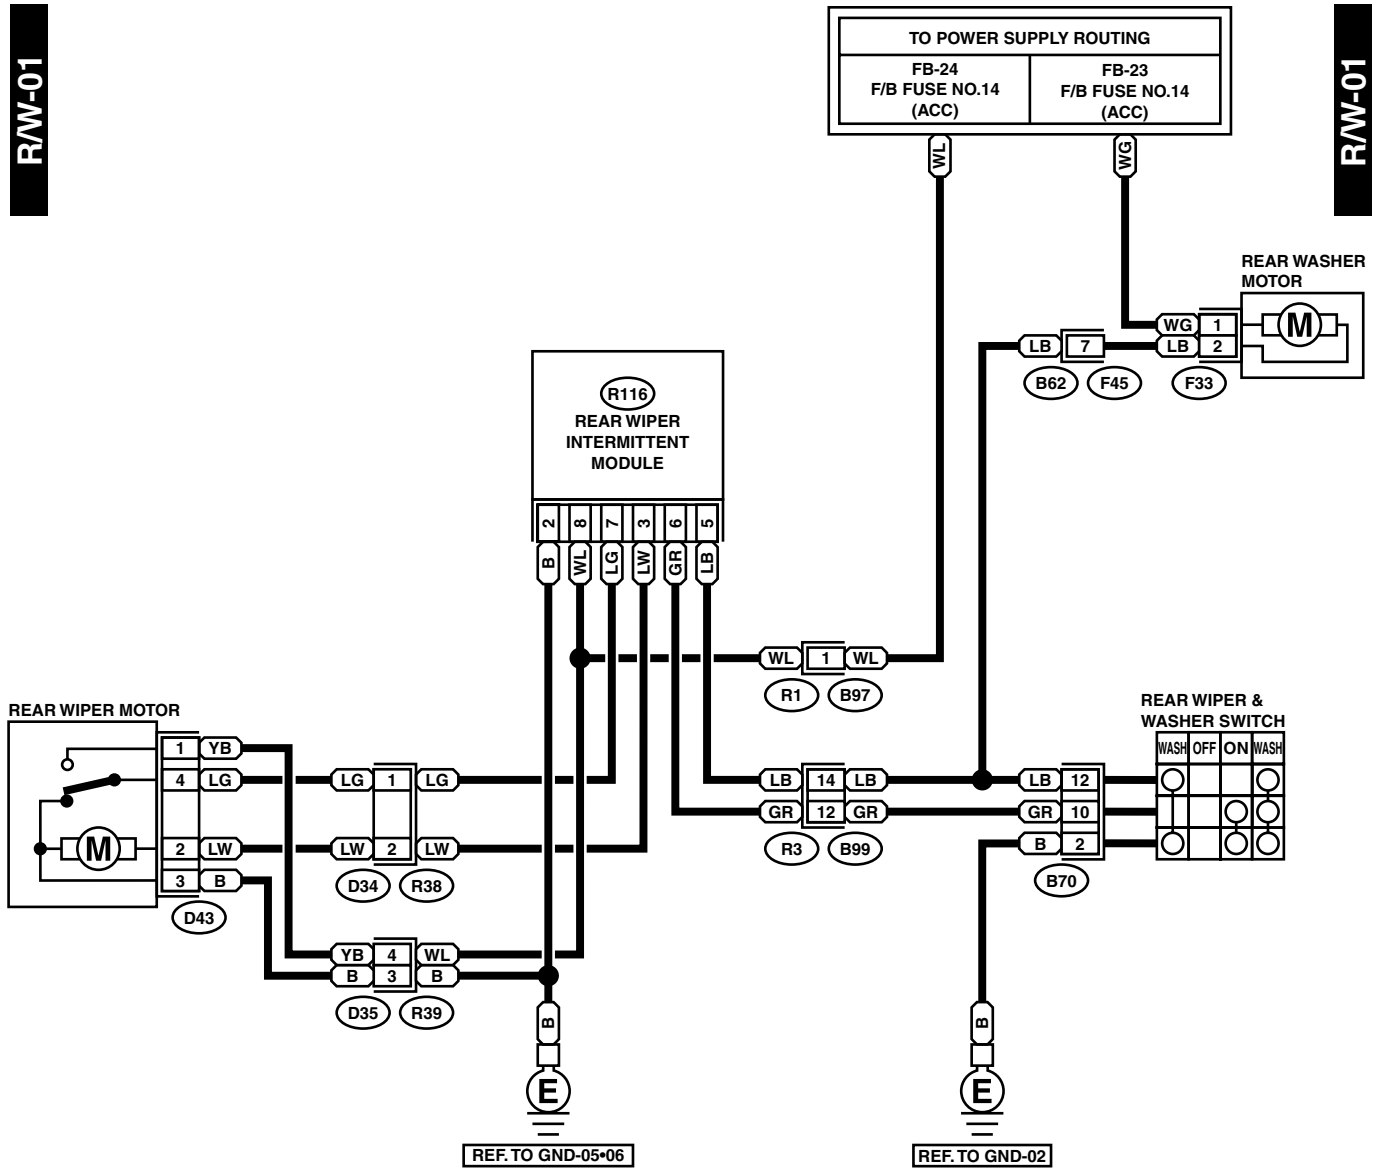 R/W-01
R/W-01
TO POWER SUPPLY ROUTING
FB-24
F/B FUSE NO.14
(ACC)
FB-23
F/B FUSE NO.14
(ACC)
WL
WG
REAR WASHER
MOTOR
WG 1
M
LB 7
LB 2
B62 F45 F33
R116
REAR WIPER
INTERMITTENT
MODULE
2 8 7 3 6 5
B WL LG LW GR LB
WL 1 WL
R1 B97
REAR WIPER MOTOR
1 YB
4 LG
M
2 LW
3 B
D43
LG 1 LG
LW 2 LW
D34 R38
YB 4 WL
B 3 B
D35 R39
LB 14 LB
GR 12 GR
R3 B99
REAR WIPER &
WASHER SWITCH
WASH OFF ON WASH
LB 12
GR 10
B 2
B70
B
E
REF. TO GND-05•06
B
E
REF. TO GND-02